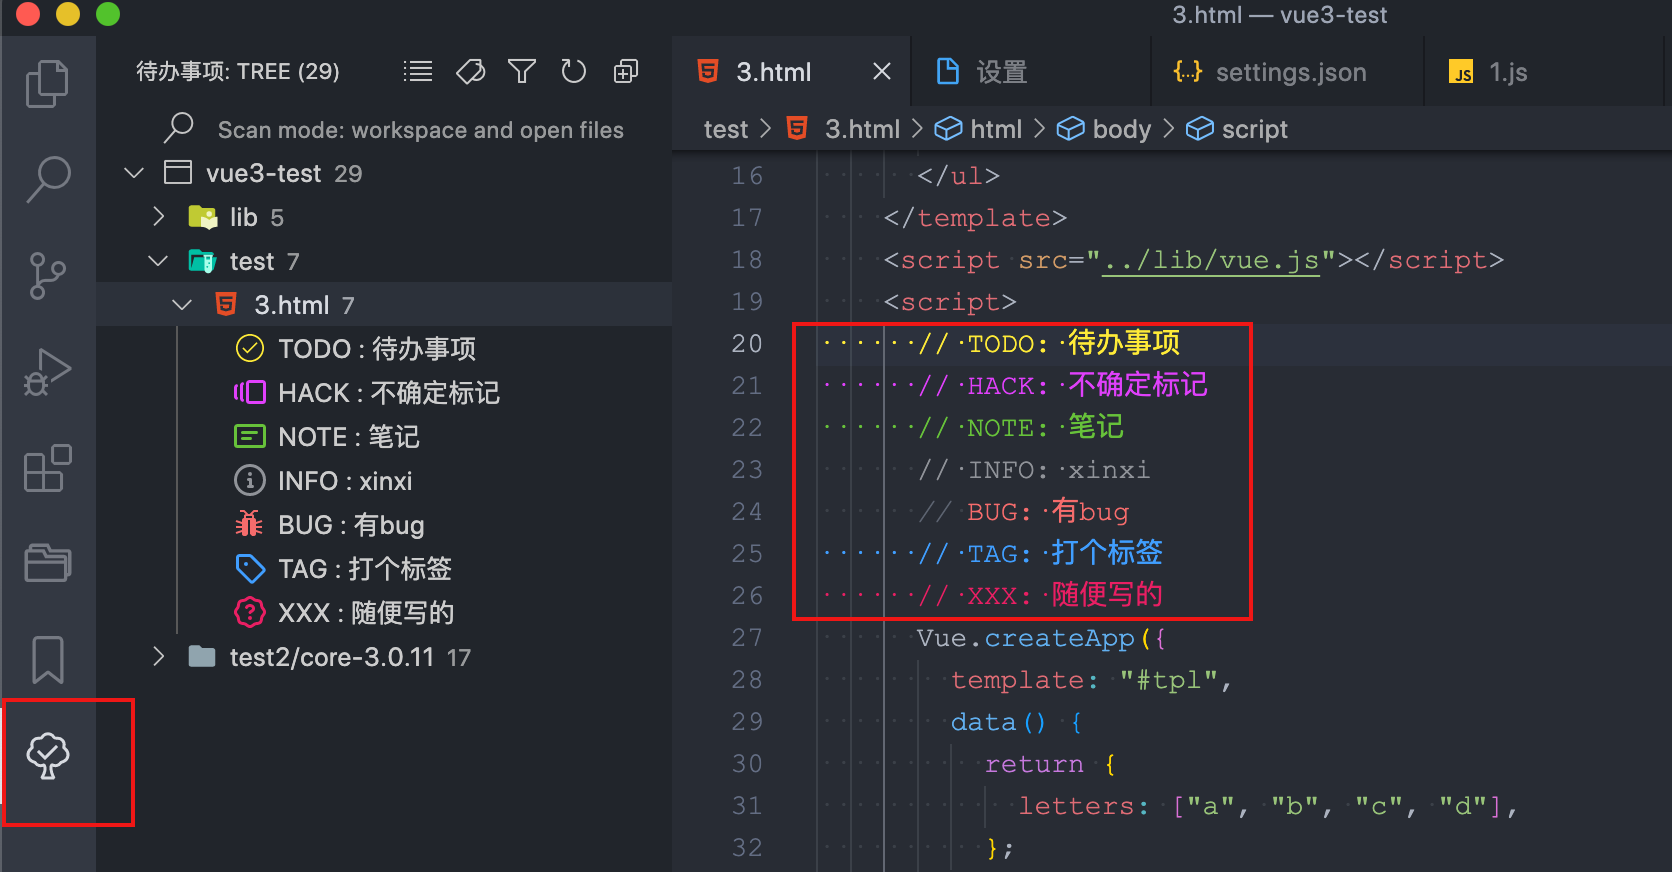 3.html — vue3-test
待办事项: TREE (29)
Scan mode: workspace and open files
vue3-test 29
lib 5
test 7
3.html 7
TODO : 待办事项
HACK : 不确定标记
NOTE : 笔记
INFO : xinxi
BUG : 有bug
TAG : 打个标签
XXX : 随便写的
test2/core-3.0.11 17
3.html
设置
{..} settings.json
JS 1.js
test > 3.html > html > body > script
16 </ul>
17 </template>
18 <script src="../lib/vue.js"></script>
19 <script>
20 // TODO: 待办事项
21 // HACK: 不确定标记
22 // NOTE: 笔记
23 // INFO: xinxi
24 // BUG: 有bug
25 // TAG: 打个标签
26 // XXX: 随便写的
27 Vue.createApp({
28 template: "#tpl",
29 data() {
30 return {
31 letters: ["a", "b", "c", "d"],
32 };